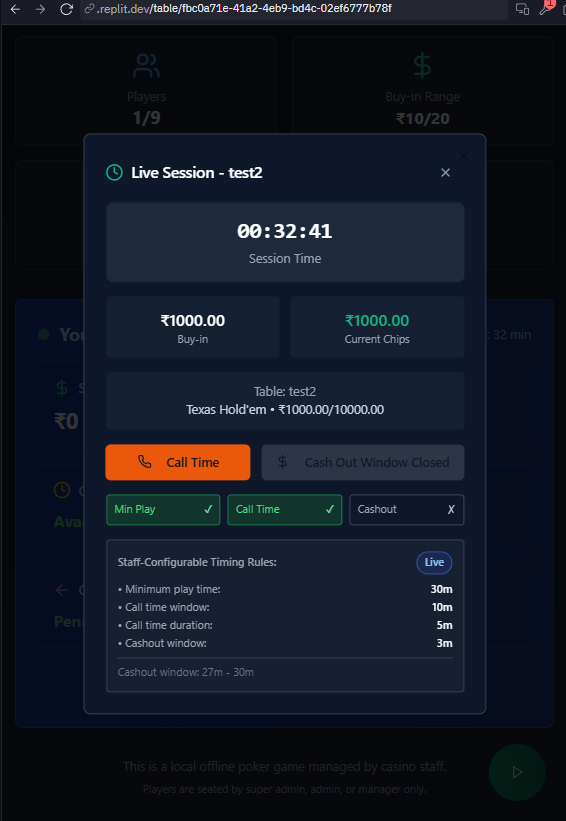 .replit.dev/table/fbc0a71e-41a2-4eb9-bd4c-02ef6777b78f
1
Players
1/9
Buy-in Range
₹10/20
Live Session - test2
00:32:41
Session Time
₹1000.00
Buy-in
₹1000.00
Current Chips
Table: test2
Texas Hold'em • ₹1000.00/10000.00
Call Time
$ Cash Out Window Closed
Min Play ✓
Call Time ✓
Cashout ✗
Staff-Configurable Timing Rules: Live
• Minimum play time: 30m
• Call time window: 10m
• Call time duration: 5m
• Cashout window: 3m
Cashout window: 27m - 30m
You
: 32 min
₹0
Ava
Pen
This is a local offline poker game managed by casino staff.
Players are seated by super admin, admin, or manager only.